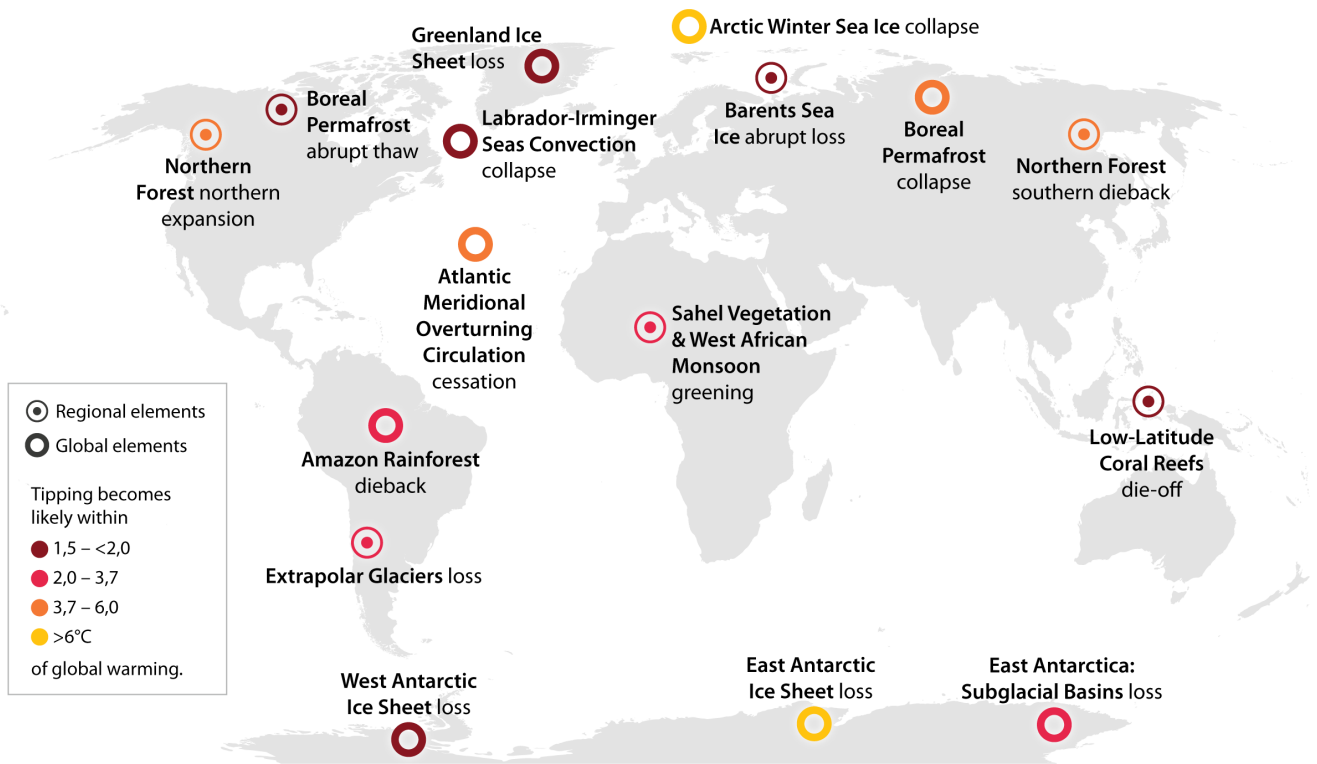 Arctic Winter Sea Ice collapse
Greenland Ice
Sheet loss
Boreal
Permafrost
abrupt thaw
Labrador-Irminger
Seas Convection
collapse
Barents Sea
Ice abrupt loss
Boreal
Permafrost
collapse
Northern
Forest northern
expansion
Northern Forest
southern dieback
Atlantic
Meridional
Overturning
Circulation
cessation
Sahel Vegetation
& West African
Monsoon
greening
Regional elements
Global elements
Tipping becomes
likely within
1,5 – <2,0
2,0 – 3,7
3,7 – 6,0
>6°C
of global warming.
Amazon Rainforest
dieback
Low-Latitude
Coral Reefs
die-off
Extrapolar Glaciers loss
West Antarctic
Ice Sheet loss
East Antarctic
Ice Sheet loss
East Antarctica:
Subglacial Basins loss